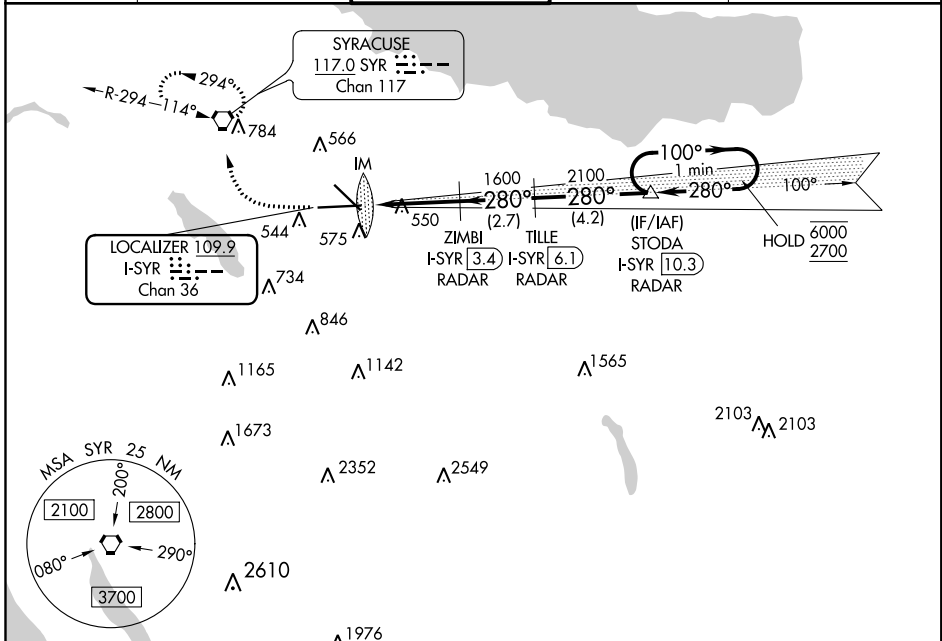 SYRACUSE
117.0 SYR
Chan 117
294°
R-294
114°
784
566
IM
1600
2100
100°
1 min
280°
280°
280°
100°
(2.7)
(4.2)
550
544
575
ZIMBI
I-SYR 3.4
RADAR
TILLE
I-SYR 6.1
RADAR
(IF/IAF)
STODA
I-SYR 10.3
RADAR
HOLD
6000
2700
LOCALIZER 109.9
I-SYR
Chan 36
734
846
1165
1142
1565
1673
2103
2103
2352
2549
MSA SYR 25 NM
200°
2100
2800
080°
290°
3700
2610
1976